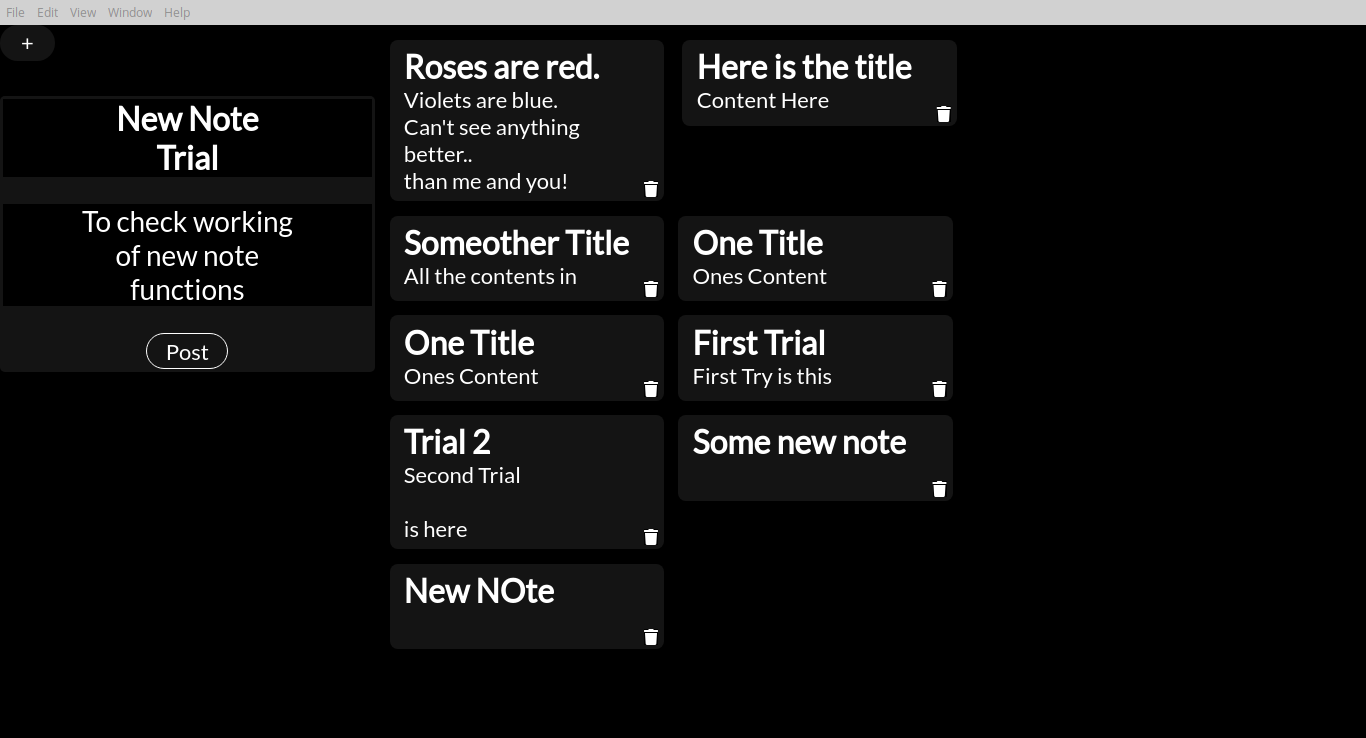 File Edit View Window Help
+
New Note
Trial
To check working
of new note
functions
Post
Roses are red.
Violets are blue.
Can't see anything
better..
than me and you!
Here is the title
Content Here
Someother Title
All the contents in
One Title
Ones Content
One Title
Ones Content
First Trial
First Try is this
Trial 2
Second Trial
is here
Some new note
New NOte